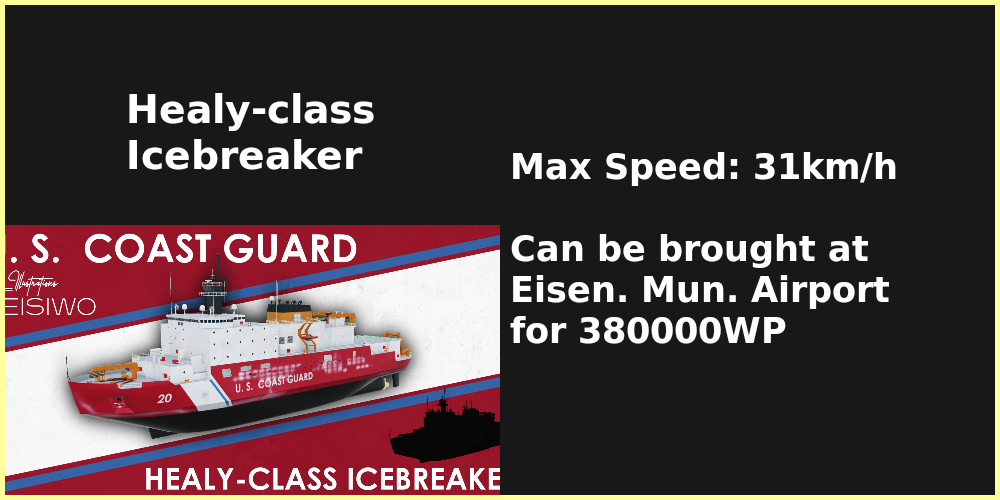 Healy-class
Icebreaker
Max Speed: 31km/h
Can be brought at
Eisen. Mun. Airport
for 380000WP
. S. COAST GUARD
Illustrations
EISIWO
U. S. COAST GUARD
20
HEALY-CLASS ICEBREAKE